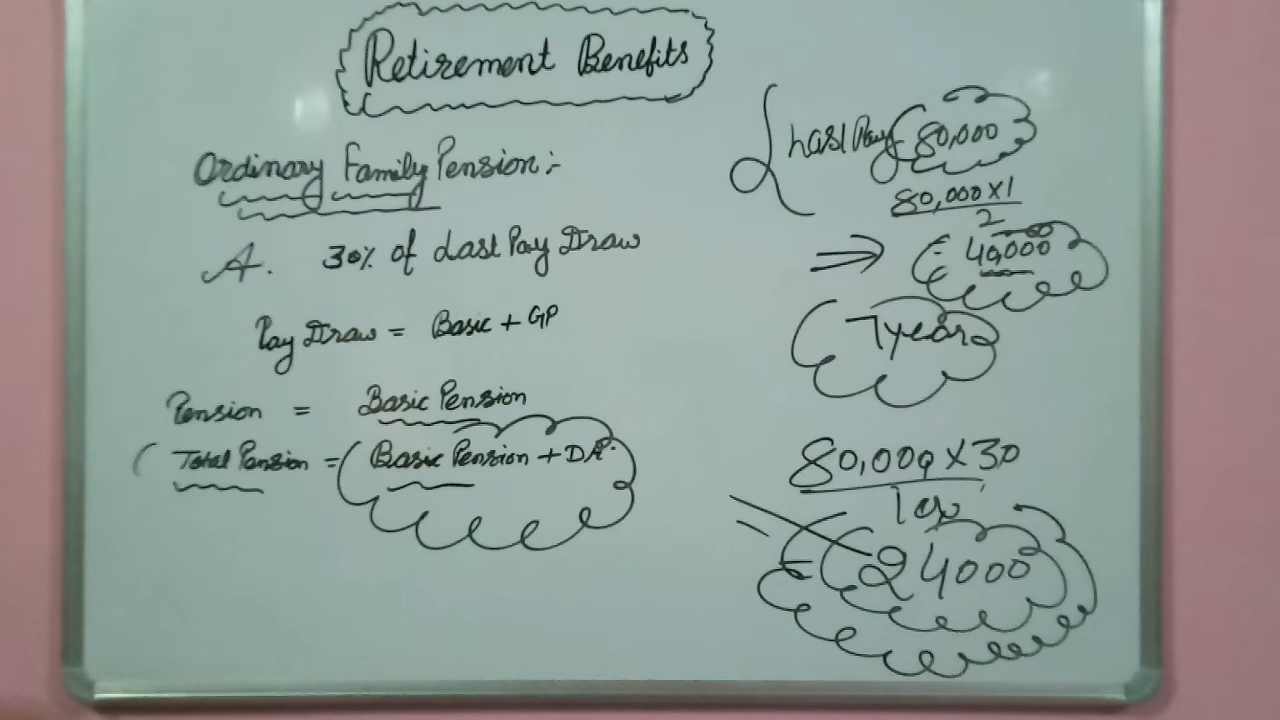 Retirement Benefits
Ordinary Family Pension:-
A. 30% of Last Pay Draw
Pay Draw = Basic + GP
Pension = Basic Pension
( Total Pension = ( Basic Pension + DA.
Last Pay 80,000
80,000 × 1
2
= 40,000
7 year
80,000 × 30
100
= 24000